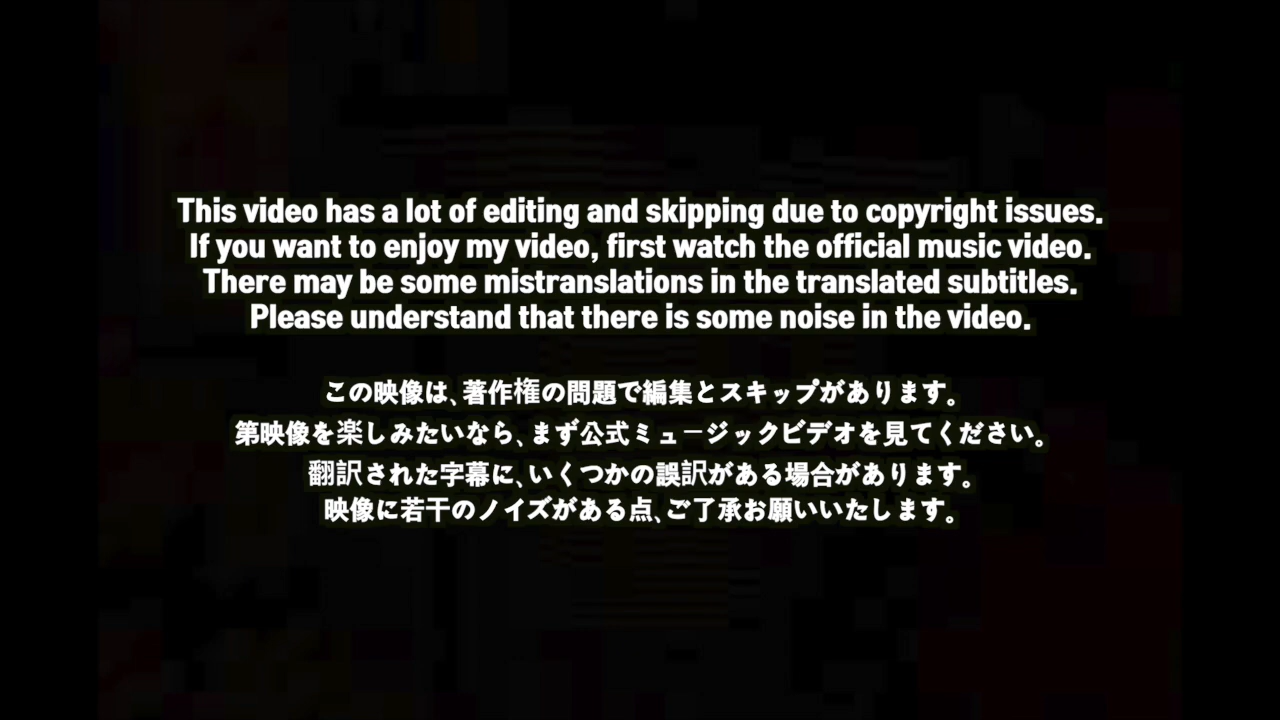 This video has a lot of editing and skipping due to copyright issues.
If you want to enjoy my video, first watch the official music video.
There may be some mistranslations in the translated subtitles.
Please understand that there is some noise in the video.
この映像は、著作権の問題で編集とスキップがあります。
第映像を楽しみたいなら、まず公式ミュージックビデオを見てください。
翻訳された字幕に、いくつかの誤訳がある場合があります。
映像に若干のノイズがある点、ご了承お願いいたします。